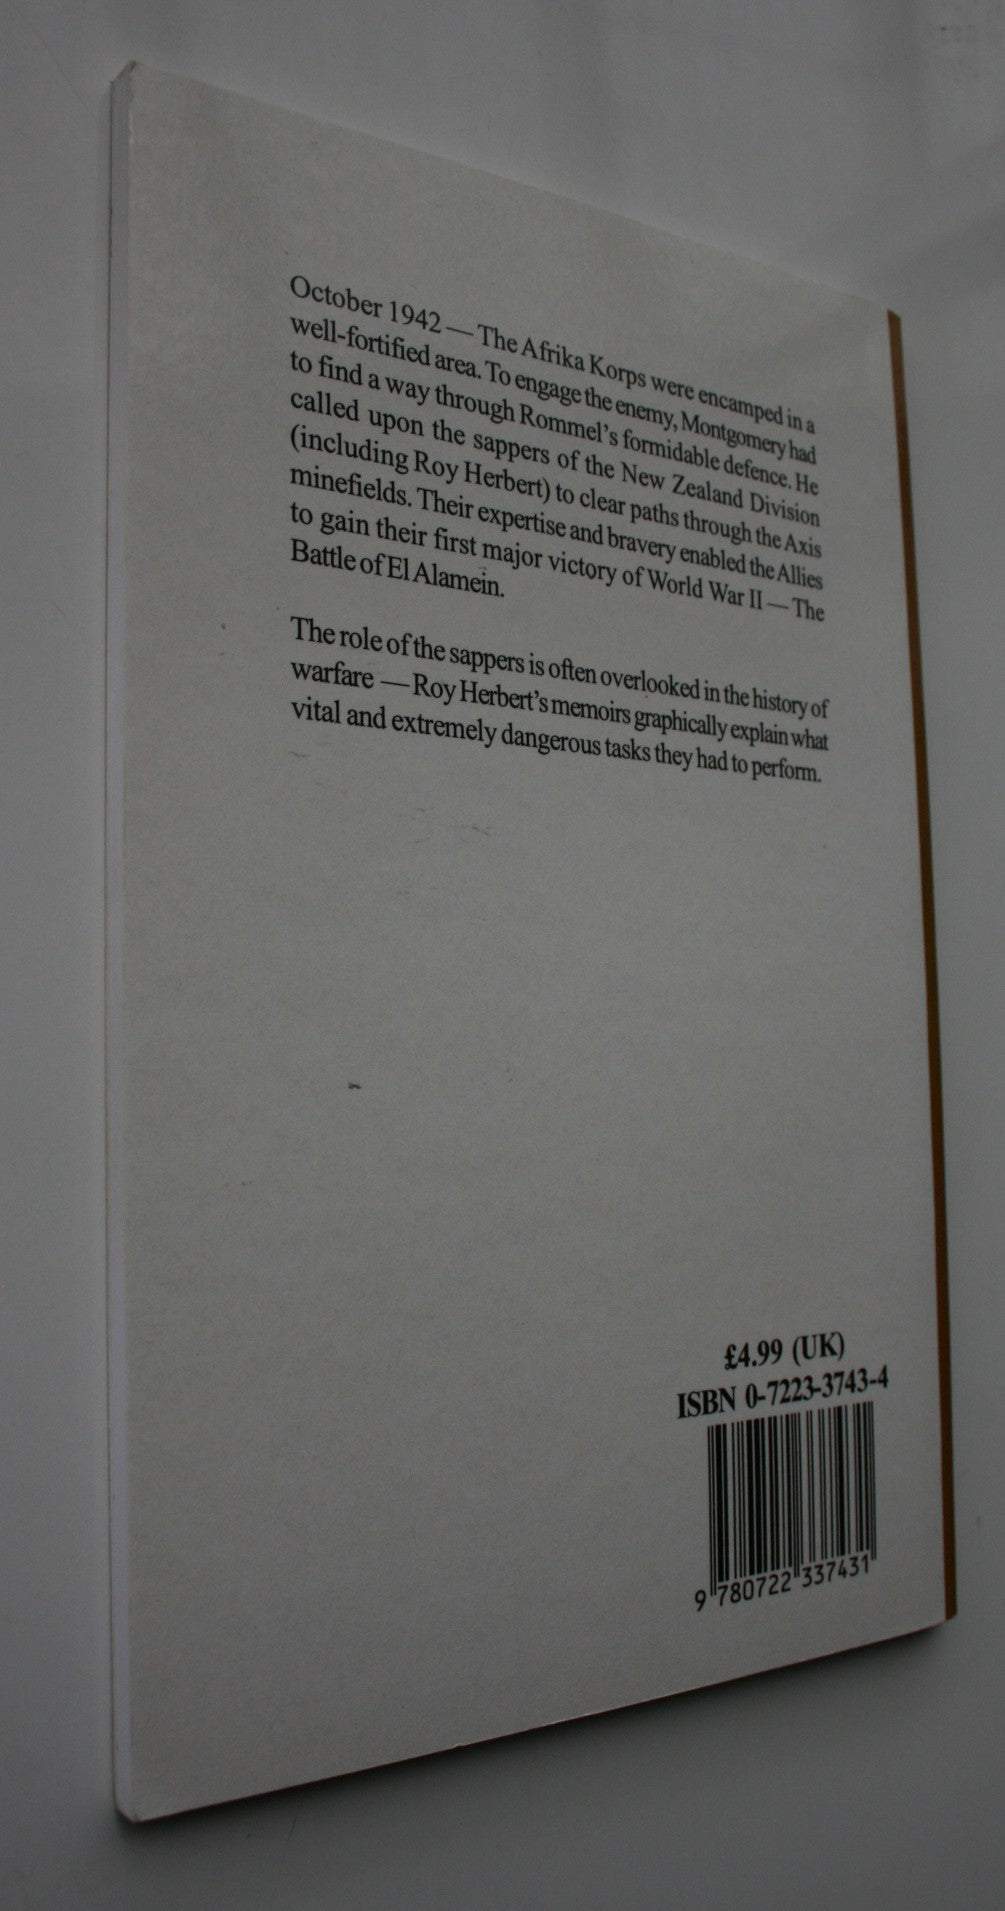 October 1942 — The Afrika Korps were encamped in a
well-fortified area. To engage the enemy, Montgomery had
to find a way through Rommel's formidable defence. He
called upon the sappers of the New Zealand Division
(including Roy Herbert) to clear paths through the Axis
minefields. Their expertise and bravery enabled the Allies
to gain their first major victory of World War II — The
Battle of El Alamein.
The role of the sappers is often overlooked in the history of
warfare — Roy Herbert's memoirs graphically explain what
vital and extremely dangerous tasks they had to perform.
£4.99 (UK)
ISBN 0-7223-3743-4
9 780722 337431